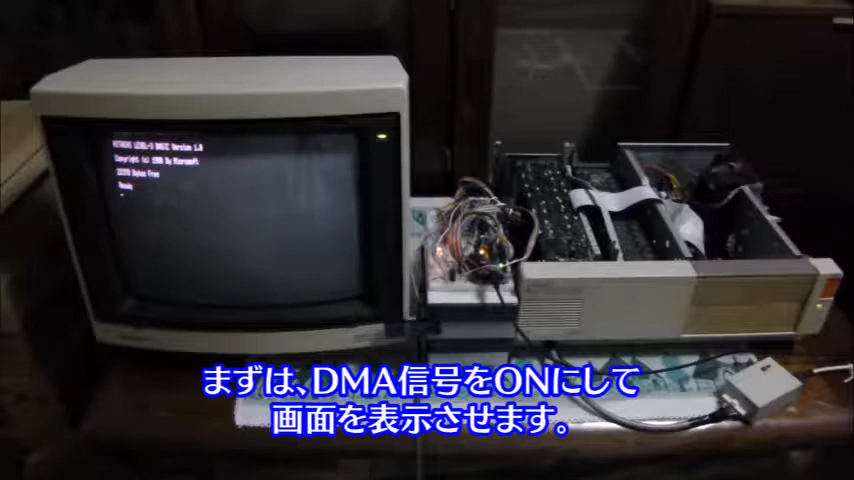 HITACHI LEVEL-3 BASIC Version 1.0
Copyright (c) 1980 By Microsoft
Bytes Free
Ready
まずは、DMA信号をONにして
画面を表示させます。